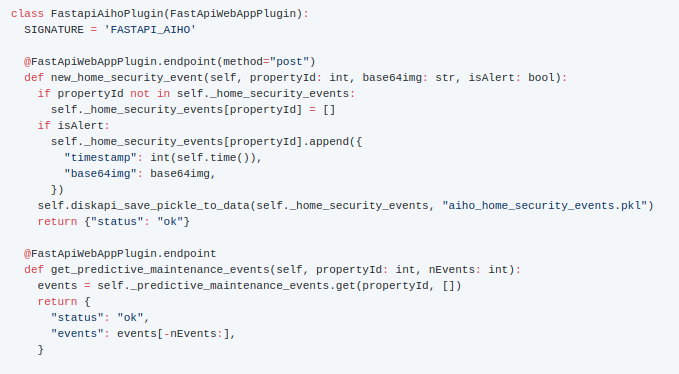 class FastapiAihoPlugin(FastApiWebAppPlugin):
  SIGNATURE = 'FASTAPI_AIHO'

  @FastApiWebAppPlugin.endpoint(method="post")
  def new_home_security_event(self, propertyId: int, base64img: str, isAlert: bool):
    if propertyId not in self._home_security_events:
      self._home_security_events[propertyId] = []
    if isAlert:
      self._home_security_events[propertyId].append({
        "timestamp": int(self.time()),
        "base64img": base64img,
      })
    self.diskapi_save_pickle_to_data(self._home_security_events, "aiho_home_security_events.pkl")
    return {"status": "ok"}

  @FastApiWebAppPlugin.endpoint
  def get_predictive_maintenance_events(self, propertyId: int, nEvents: int):
    events = self._predictive_maintenance_events.get(propertyId, [])
    return {
      "status": "ok",
      "events": events[-nEvents:],
    }